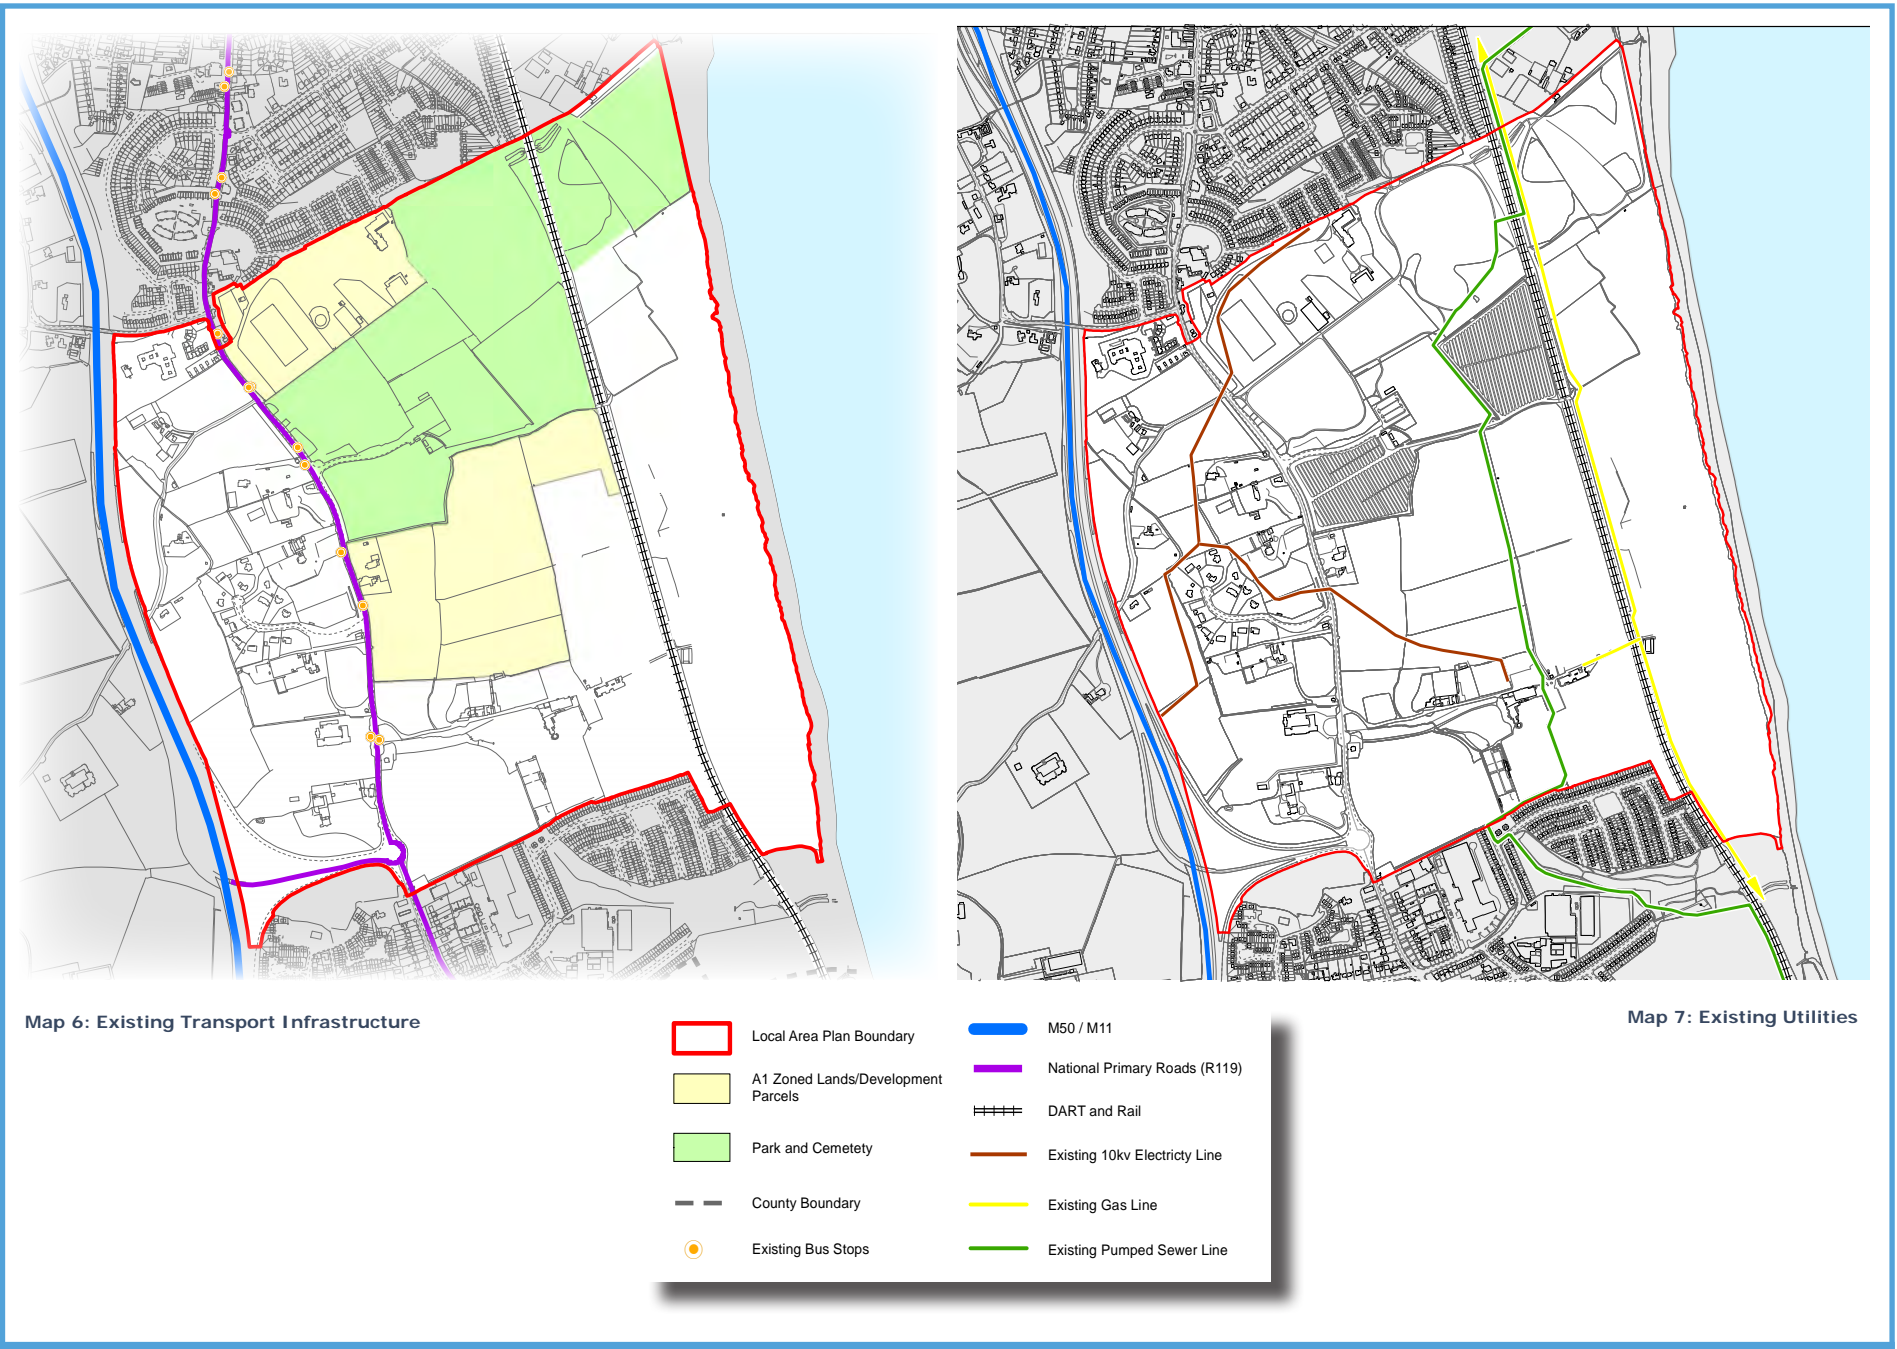 Map 6: Existing Transport Infrastructure
Map 7: Existing Utilities
Local Area Plan Boundary
A1 Zoned Lands/Development
Parcels
Park and Cemetety
County Boundary
Existing Bus Stops
M50 / M11
National Primary Roads (R119)
DART and Rail
Existing 10kv Electricty Line
Existing Gas Line
Existing Pumped Sewer Line